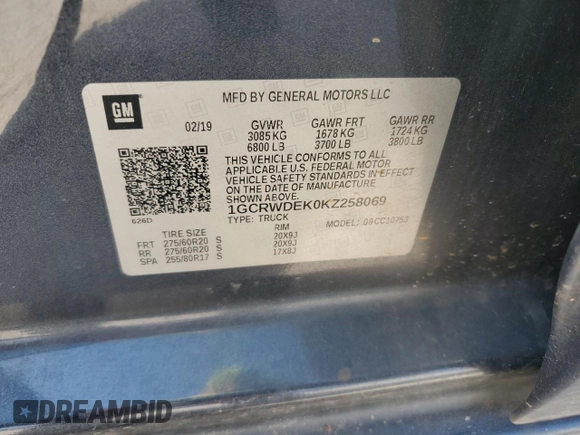 GM
MFD BY GENERAL MOTORS LLC
02/19 GVWR GAWR FRT GAWR RR
3085 KG 1678 KG 1724 KG
6800 LB 3700 LB 3800 LB
THIS VEHICLE CONFORMS TO ALL
APPLICABLE U.S. FEDERAL MOTOR
VEHICLE SAFETY STANDARDS IN EFFECT
ON THE DATE OF MANUFACTURE SHOWN ABOVE.
1GCRWDEK0KZ258069
626D
TYPE: TRUCK MODEL:
TIRE SIZE RIM
FRT 275/60R20 S 20X9J
RR 275/60R20 S 20X9J
SPA 255/80R17 S 17X8J
DREAMBID